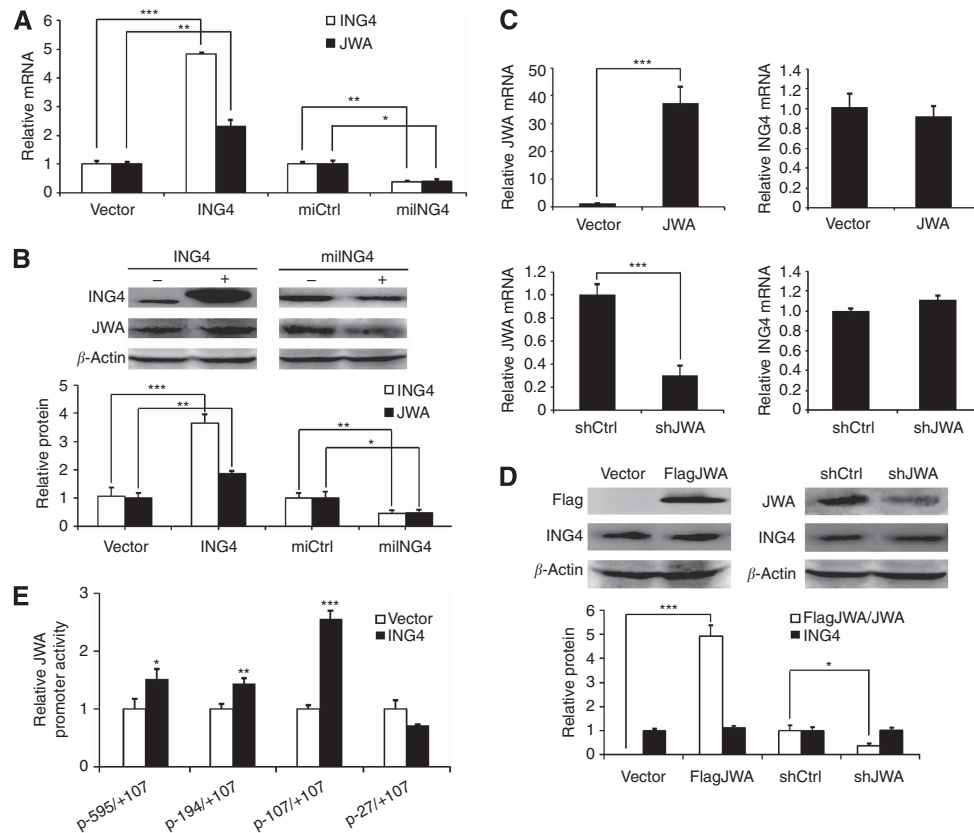 A
Relative mRNA
6
5
4
3
2
1
0
***
**
ING4
JWA
**
*
Vector
ING4
miCtrl
miING4
B
ING4
miING4
– + – +
ING4
JWA
β-Actin
Relative protein
5
4
3
2
1
0
***
**
ING4
JWA
**
*
Vector
ING4
miCtrl
miING4
C
Relative JWA mRNA
50
40
30
20
10
0
***
Vector
JWA
Relative ING4 mRNA
1.4
1.2
1.0
0.8
0.6
0.4
0.2
0
Vector
JWA
Relative JWA mRNA
1.2
1.0
0.8
0.6
0.4
0.2
0
***
shCtrl
shJWA
Relative ING4 mRNA
1.4
1.2
1.0
0.8
0.6
0.4
0.2
0
shCtrl
shJWA
D
Vector FlagJWA
Flag
ING4
β-Actin
shCtrl shJWA
JWA
ING4
β-Actin
Relative protein
6
5
4
3
2
1
0
***
FlagJWA/JWA
ING4
*
Vector
FlagJWA
shCtrl
shJWA
E
Relative JWA
promoter activity
3
2
1
0
*
**
***
Vector
ING4
p-595/+107
p-194/+107
p-107/+107
p-27/+107